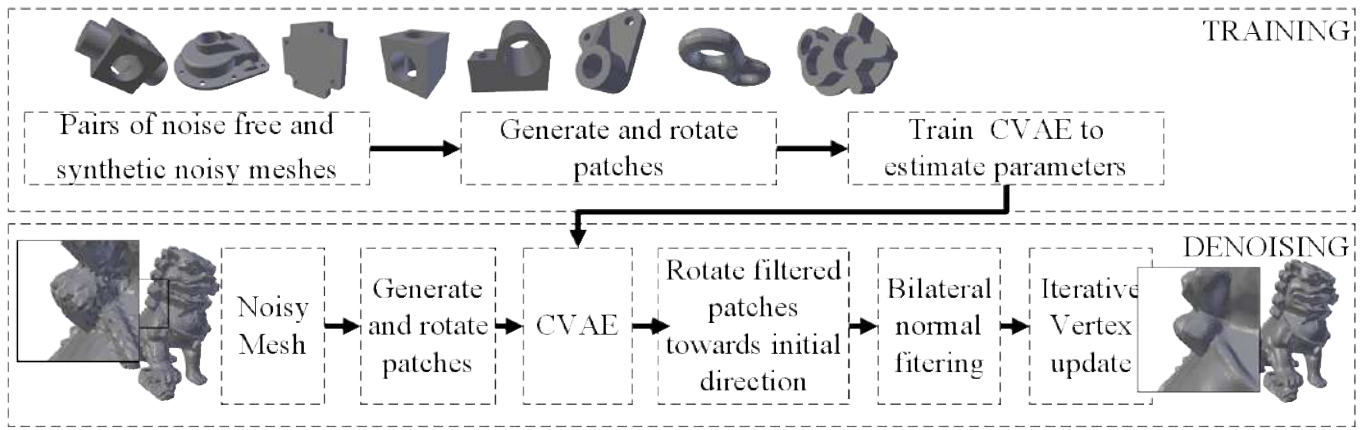 TRAINING
Pairs of noise free and
synthetic noisy meshes
Generate and rotate
patches
Train CVAE to
estimate parameters
DENOISING
Noisy
Mesh
Generate
and rotate
patches
CVAE
Rotate filtered
patches
towards initial
direction
Bilateral
normal
fitering
Iterative
Vertex
update